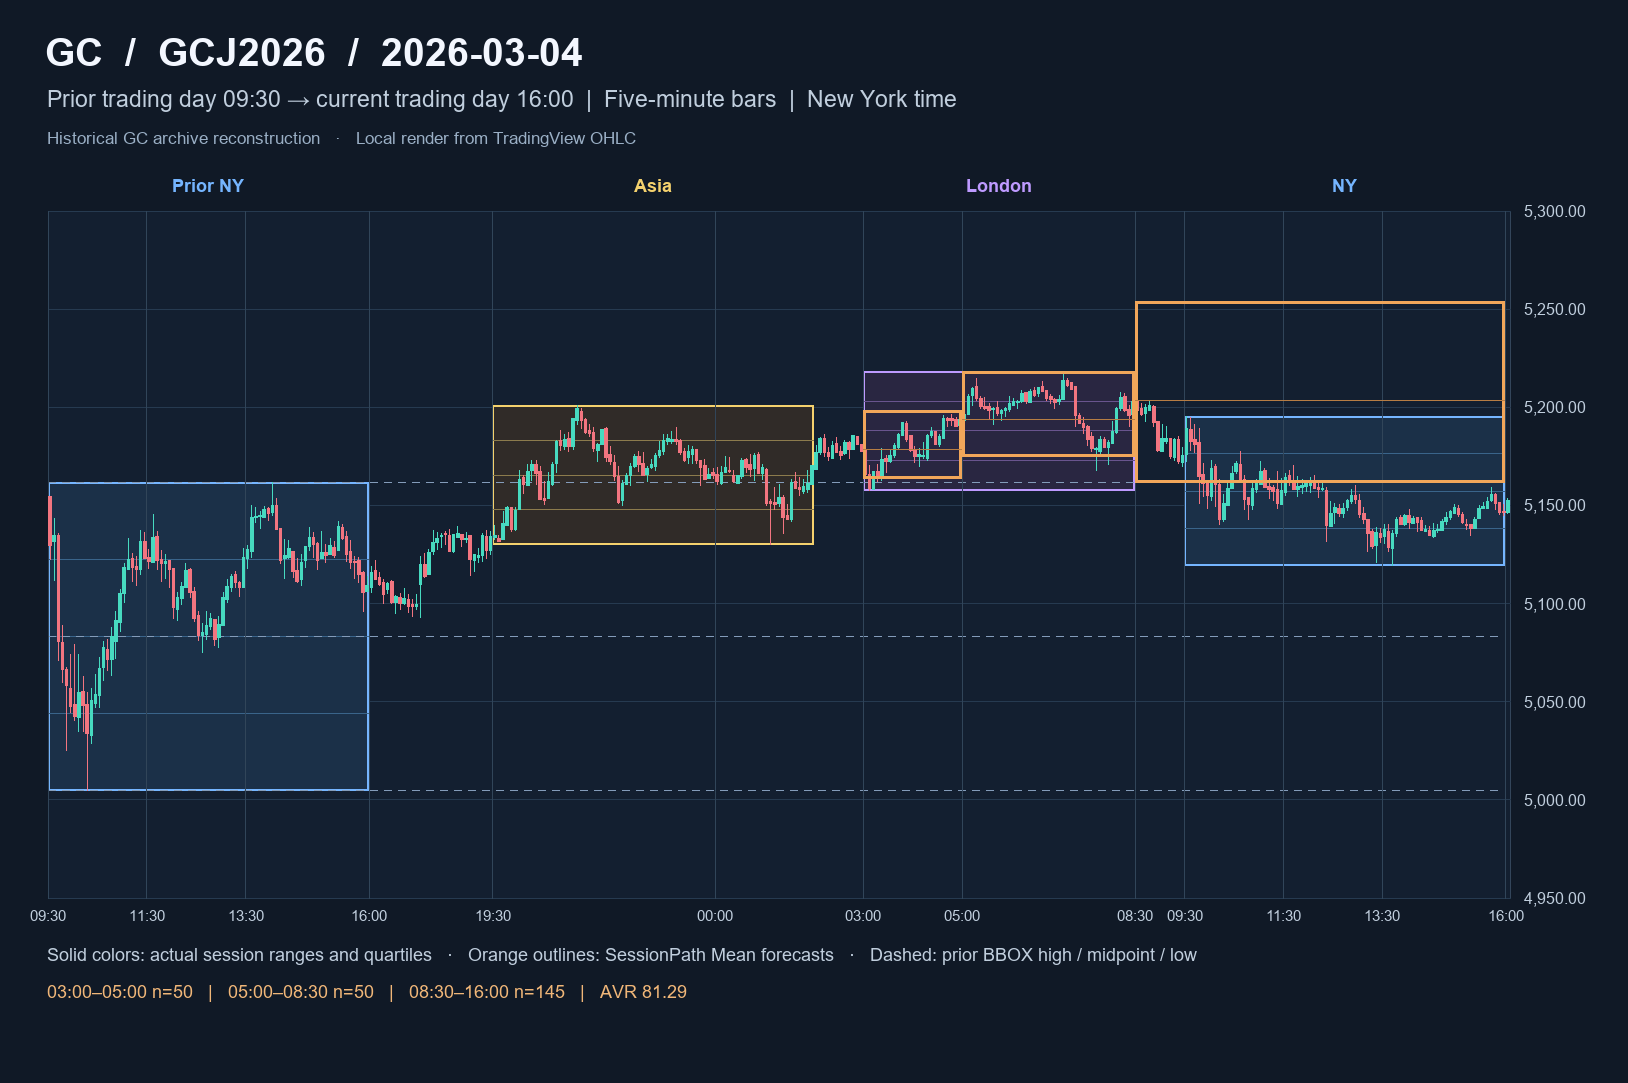 GC / GCJ2026 / 2026-03-04
Prior trading day 09:30 → current trading day 16:00 | Five-minute bars | New York time
Historical GC archive reconstruction · Local render from TradingView OHLC
Prior NY Asia London NY
5,300.00
5,250.00
5,200.00
5,150.00
5,100.00
5,050.00
5,000.00
4,950.00
09:30 11:30 13:30 16:00 19:30 00:00 03:00 05:00 08:30 09:30 11:30 13:30 16:00
Solid colors: actual session ranges and quartiles · Orange outlines: SessionPath Mean forecasts · Dashed: prior BBOX high / midpoint / low
03:00–05:00 n=50 | 05:00–08:30 n=50 | 08:30–16:00 n=145 | AVR 81.29